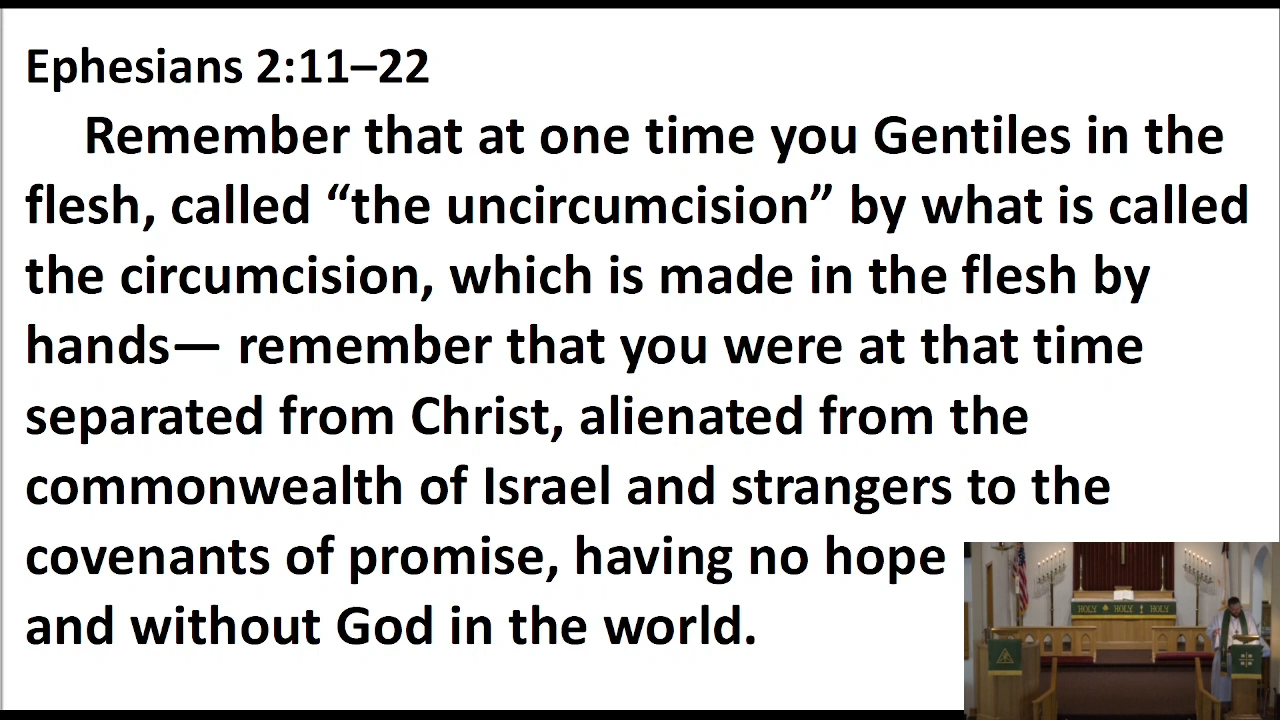 Ephesians 2:11–22
Remember that at one time you Gentiles in the
flesh, called “the uncircumcision” by what is called
the circumcision, which is made in the flesh by
hands— remember that you were at that time
separated from Christ, alienated from the
commonwealth of Israel and strangers to the
covenants of promise, having no hope
and without God in the world.
HOLY HOLY HOLY